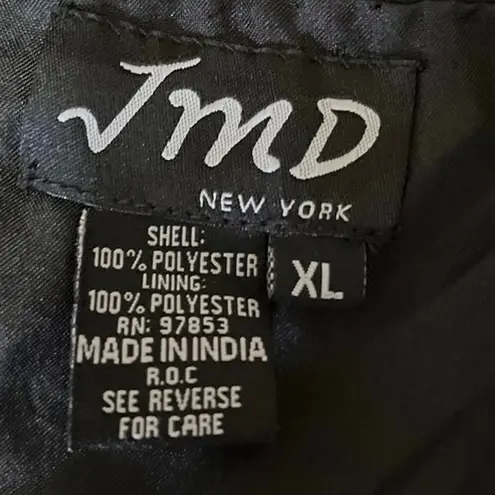 JMD
NEW YORK
SHELL:
100% POLYESTER
LINING:
100% POLYESTER
RN: 97853
MADE IN INDIA
R.O.C
SEE REVERSE
FOR CARE
XL